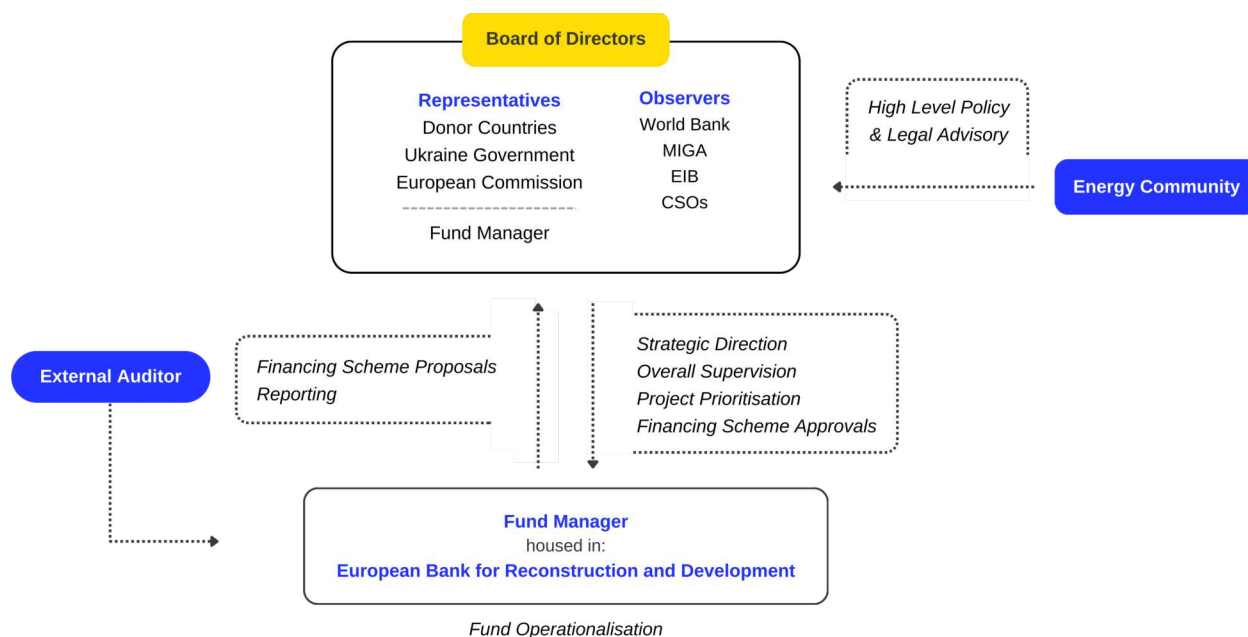 Board of Directors
Representatives
Donor Countries
Ukraine Government
European Commission
Fund Manager
Observers
World Bank
MIGA
EIB
CSOs
High Level Policy
& Legal Advisory
Energy Community
External Auditor
Financing Scheme Proposals
Reporting
Strategic Direction
Overall Supervision
Project Prioritisation
Financing Scheme Approvals
Fund Manager
housed in:
European Bank for Reconstruction and Development
Fund Operationalisation